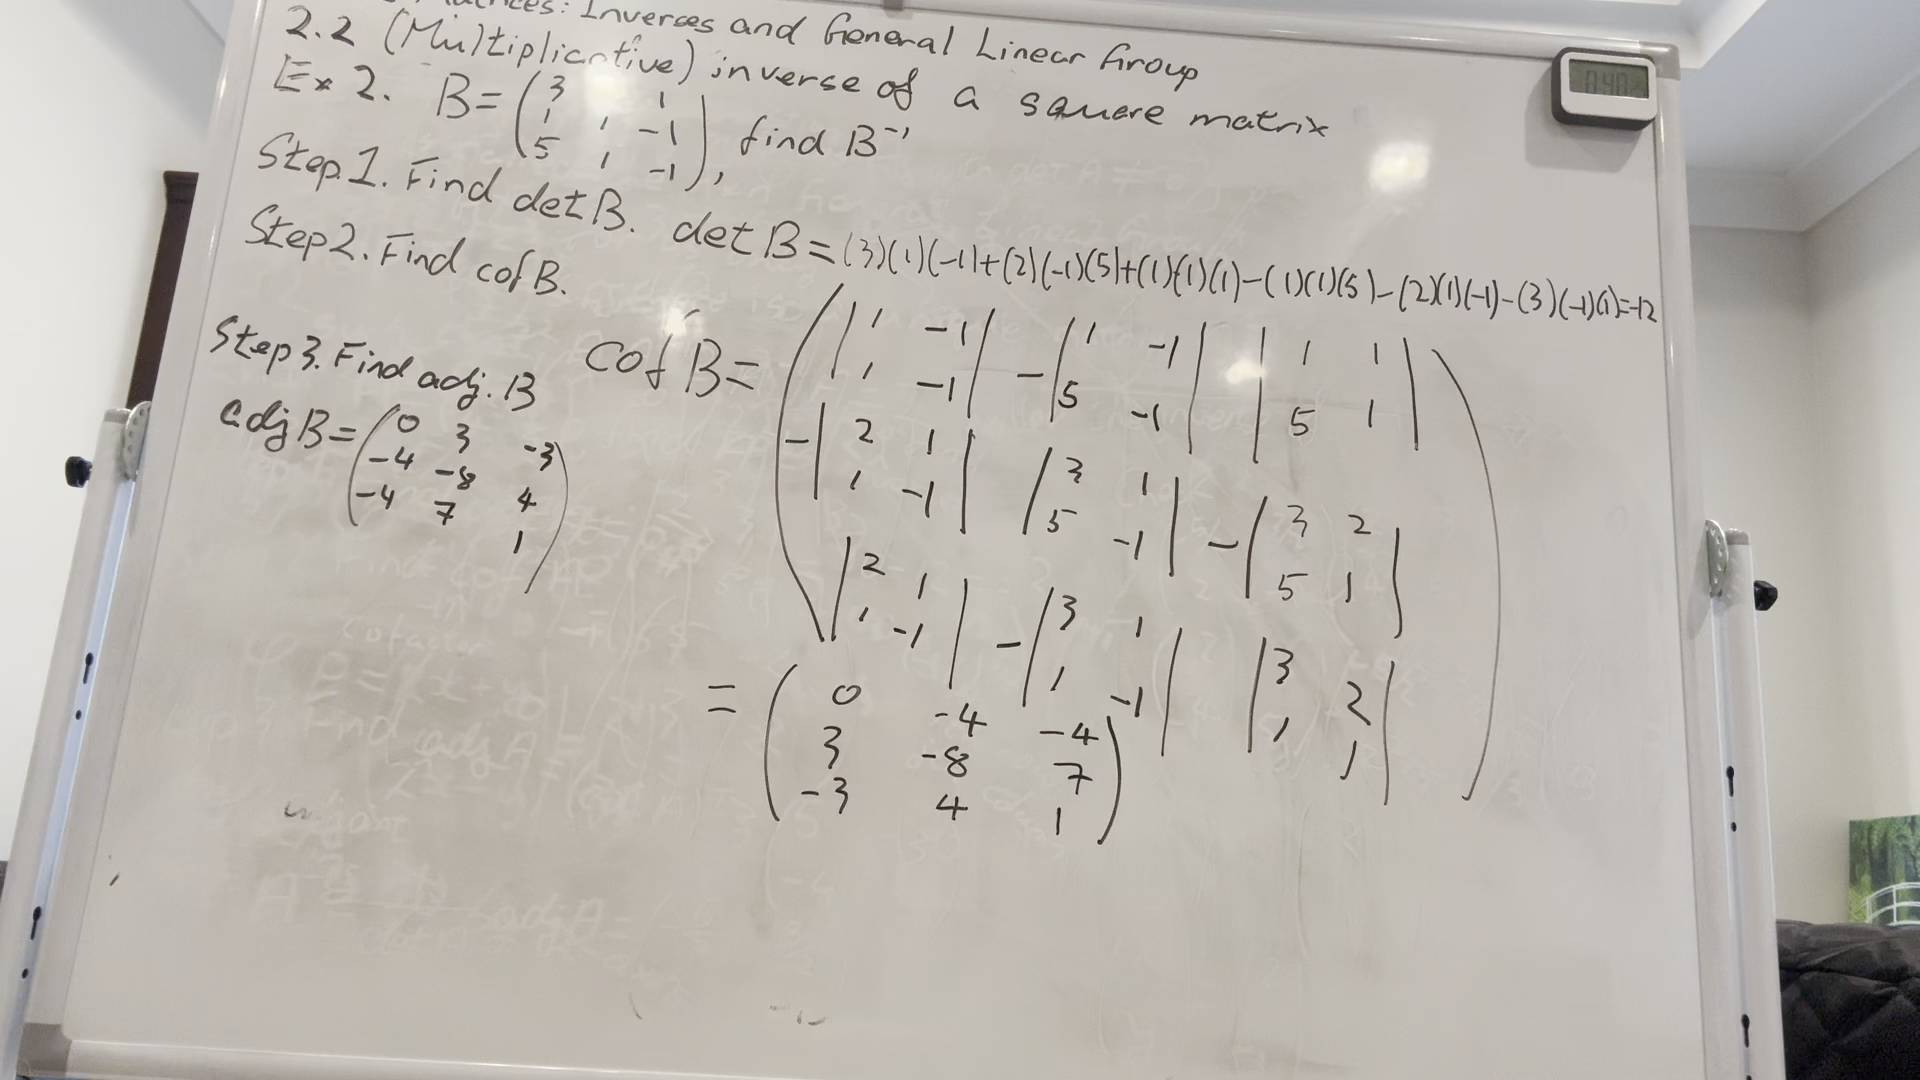 Matrices: Inverses and General Linear Group
2.2 (Multiplicative) inverse of a square matrix
Ex 2. B = ( 3 1
1 1 -1
5 1 -1 ), find B⁻¹
Step 1. Find det B. det B = (3)(1)(-1)+(2)(-1)(5)+(1)(1)(1)-(1)(1)(5)-(2)(1)(-1)-(3)(-1)(1)=-12
Step 2. Find cof B.
cof B = ( | 1 -1 | -| 1 -1 | | 1 1 |
| 1 -1 | | 5 -1 | | 5 1 |
-| 2 1 | | 3 1 | -| 3 2 |
| 1 -1 | | 5 -1 | | 5 1 |
| 2 1 | -| 3 1 | | 3 2 |
| 1 -1 | | 1 -1 | | 1 1 | )
= ( 0 -4 -4
3 -8 7
-3 4 1 )
Step 3. Find adj. B
adj B = ( 0 3 -3
-4 -8 4
-4 7 1 )